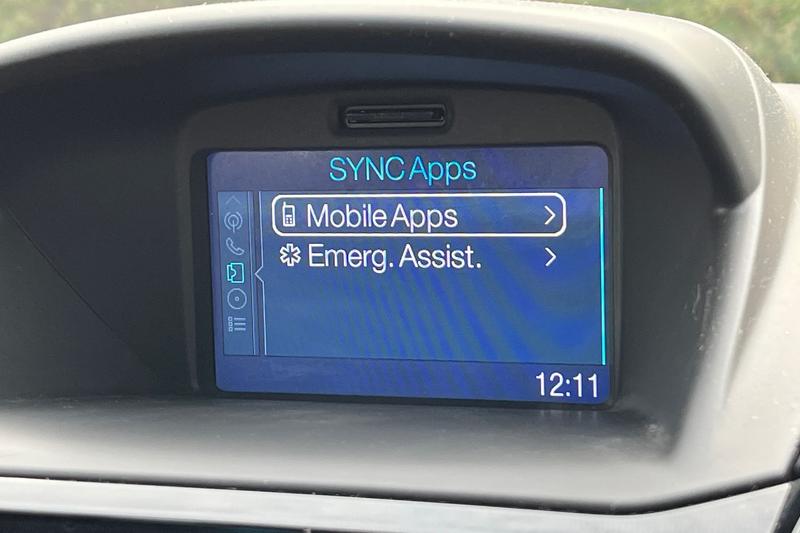 SYNC Apps
Mobile Apps
Emerg. Assist.
12:11